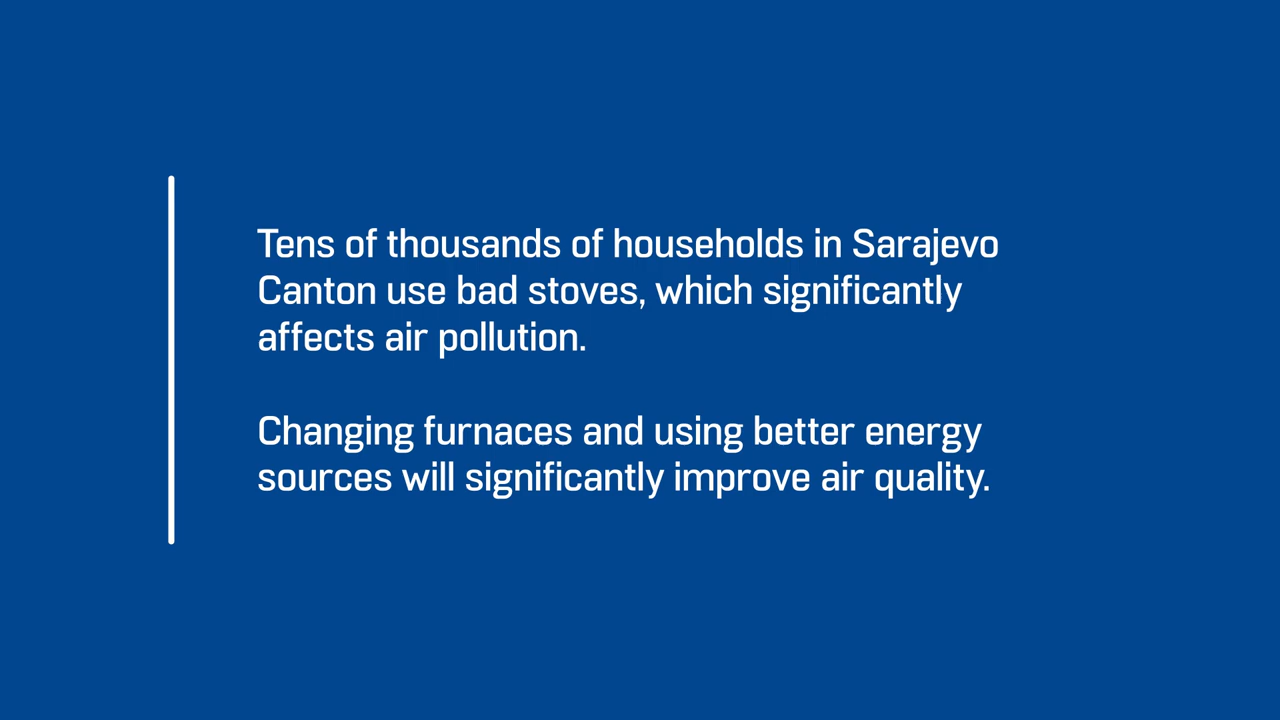 Tens of thousands of households in Sarajevo
Canton use bad stoves, which significantly
affects air pollution.
Changing furnaces and using better energy
sources will significantly improve air quality.